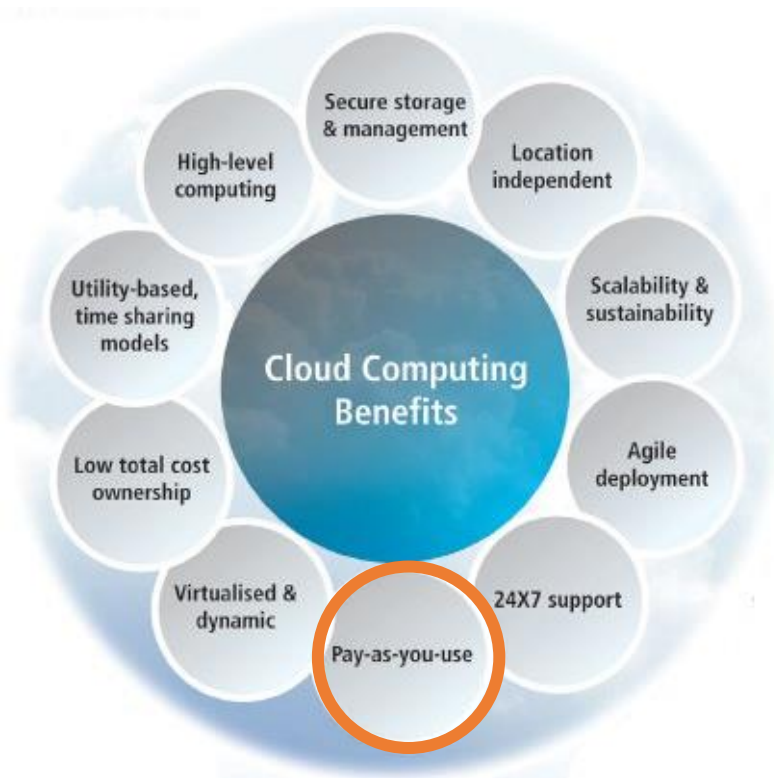 Cloud Computing
Benefits
Secure storage
& management
Location
independent
Scalability &
sustainability
Agile
deployment
24X7 support
Pay-as-you-use
Virtualised &
dynamic
Low total cost
ownership
Utility-based,
time sharing
models
High-level
computing